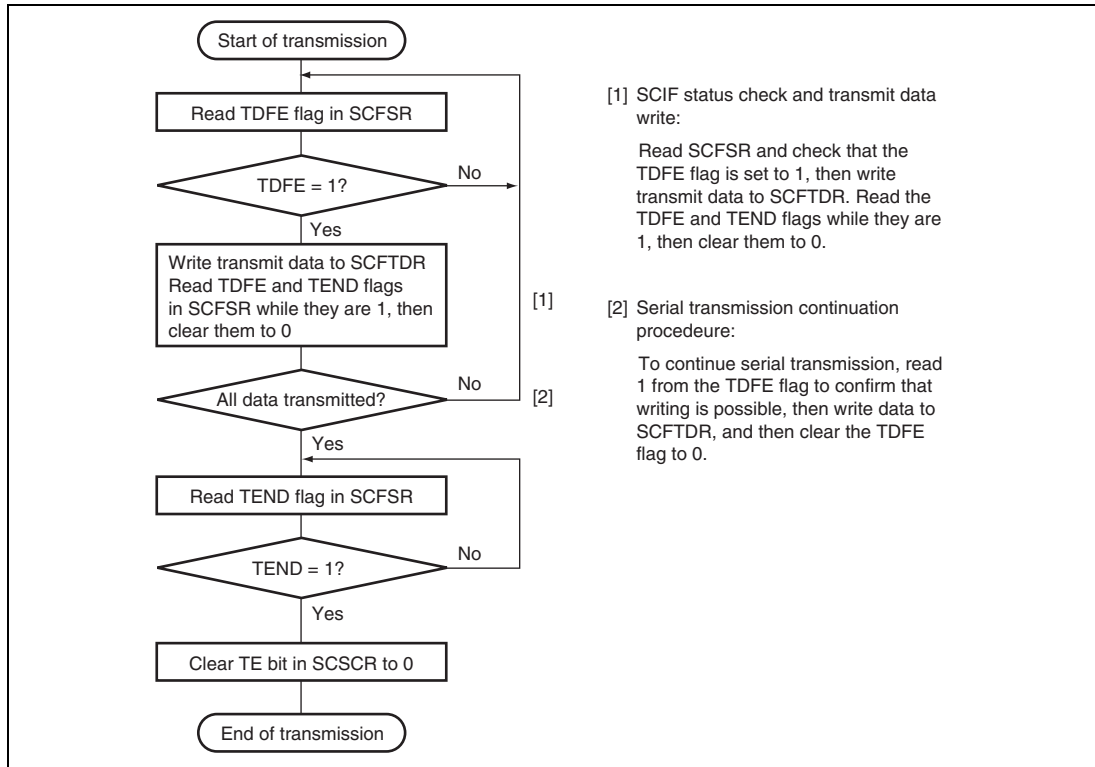 Start of transmission
Read TDFE flag in SCFSR
TDFE = 1?
No
Yes
Write transmit data to SCFTDR
Read TDFE and TEND flags
in SCFSR while they are 1, then
clear them to 0
[1]
All data transmitted?
No
[2]
Yes
Read TEND flag in SCFSR
TEND = 1?
No
Yes
Clear TE bit in SCSCR to 0
End of transmission
[1] SCIF status check and transmit data
write:
Read SCFSR and check that the
TDFE flag is set to 1, then write
transmit data to SCFTDR. Read the
TDFE and TEND flags while they are
1, then clear them to 0.
[2] Serial transmission continuation
procedeure:
To continue serial transmission, read
1 from the TDFE flag to confirm that
writing is possible, then write data to
SCFTDR, and then clear the TDFE
flag to 0.